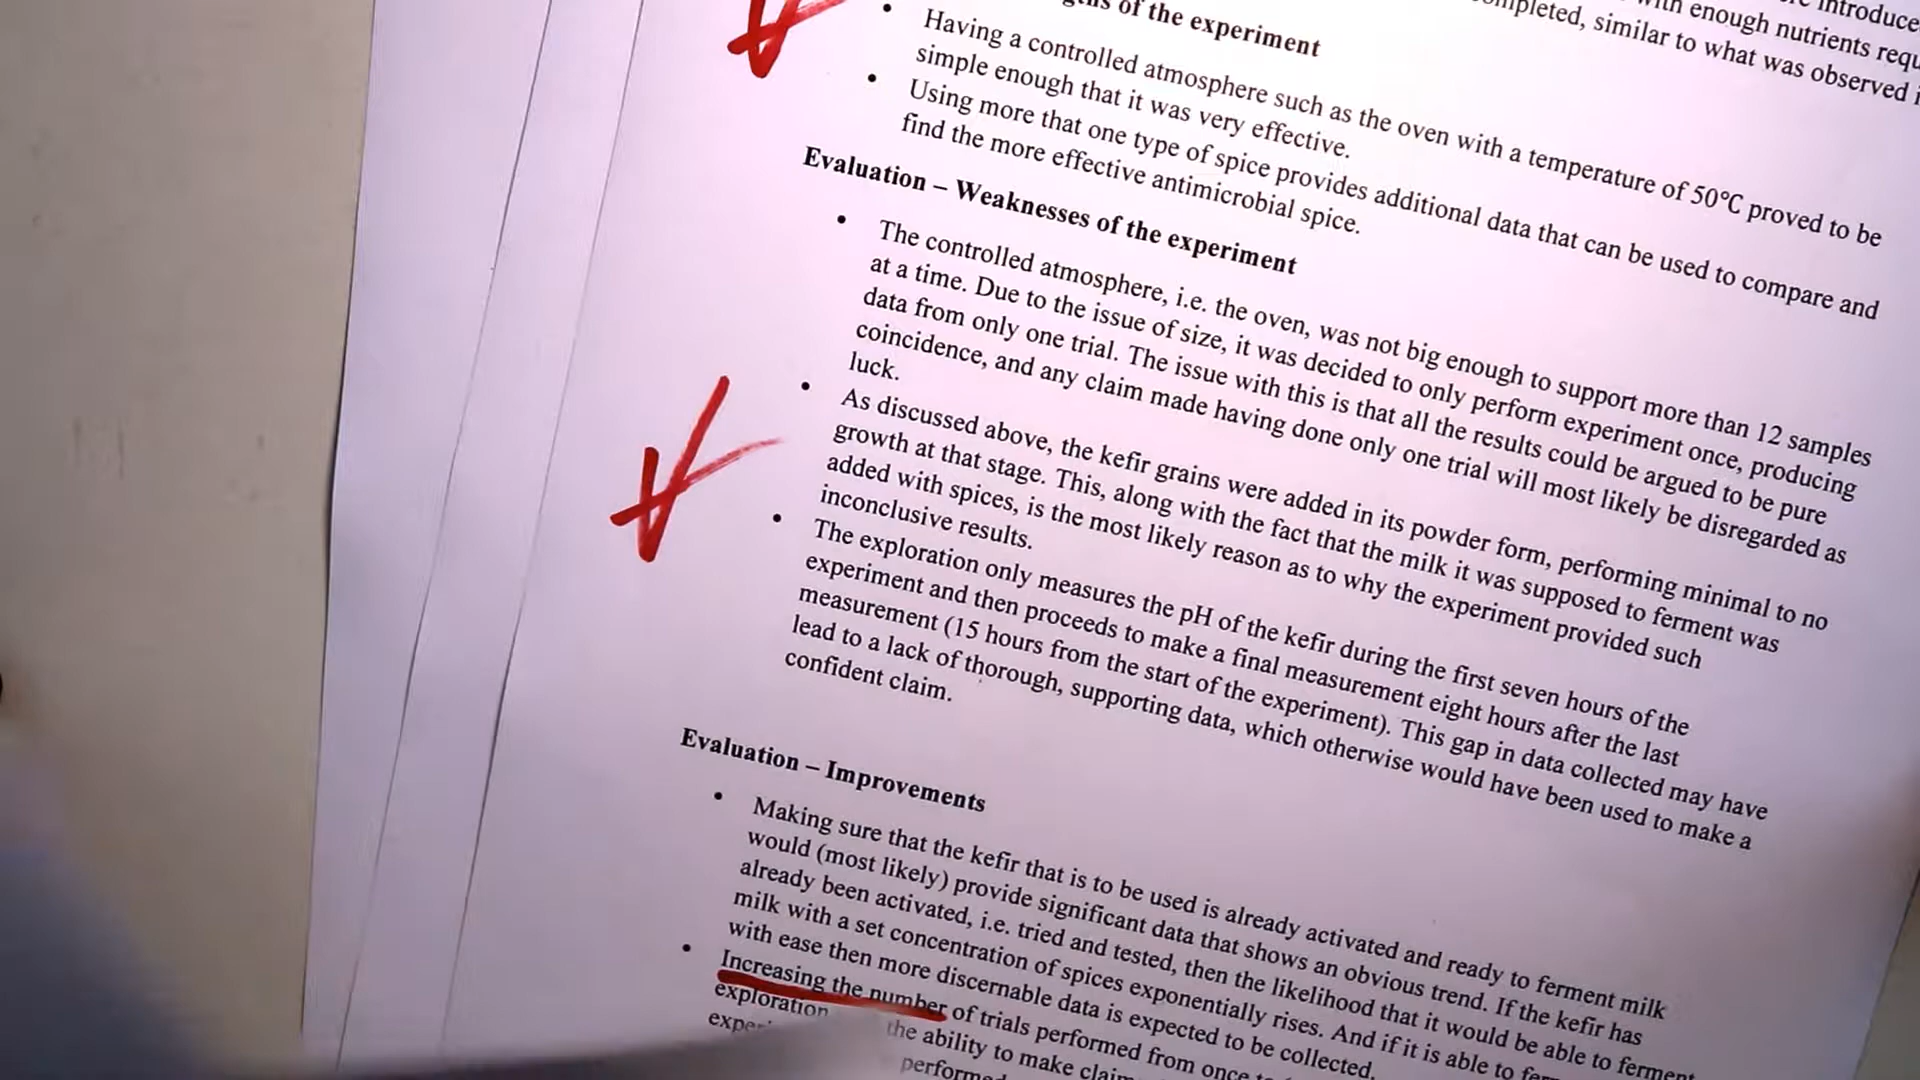 of the experiment
introduce
with enough nutrients
completed, similar to what was observed
• Having a controlled atmosphere such as the oven with a temperature of 50°C proved to be
simple enough that it was very effective.
• Using more that one type of spice provides additional data that can be used to compare and
find the more effective antimicrobial spice.
Evaluation – Weaknesses of the experiment
• The controlled atmosphere, i.e. the oven, was not big enough to support more than 12 samples
at a time. Due to the issue of size, it was decided to only perform experiment once, producing
data from only one trial. The issue with this is that all the results could be argued to be pure
coincidence, and any claim made having done only one trial will most likely be disregarded as
luck.
• As discussed above, the kefir grains were added in its powder form, performing minimal to no
growth at that stage. This, along with the fact that the milk it was supposed to ferment was
added with spices, is the most likely reason as to why the experiment provided such
inconclusive results.
• The exploration only measures the pH of the kefir during the first seven hours of the
experiment and then proceeds to make a final measurement eight hours after the last
measurement (15 hours from the start of the experiment). This gap in data collected may have
lead to a lack of thorough, supporting data, which otherwise would have been used to make a
confident claim.
Evaluation – Improvements
• Making sure that the kefir that is to be used is already activated and ready to ferment milk
would (most likely) provide significant data that shows an obvious trend. If the kefir has
already been activated, i.e. tried and tested, then the likelihood that it would be able to ferment
milk with a set concentration of spices exponentially rises. And if it is able to
with ease then more discernable data is expected to be collected.
• Increasing the number of trials performed from once
exploration the ability to make